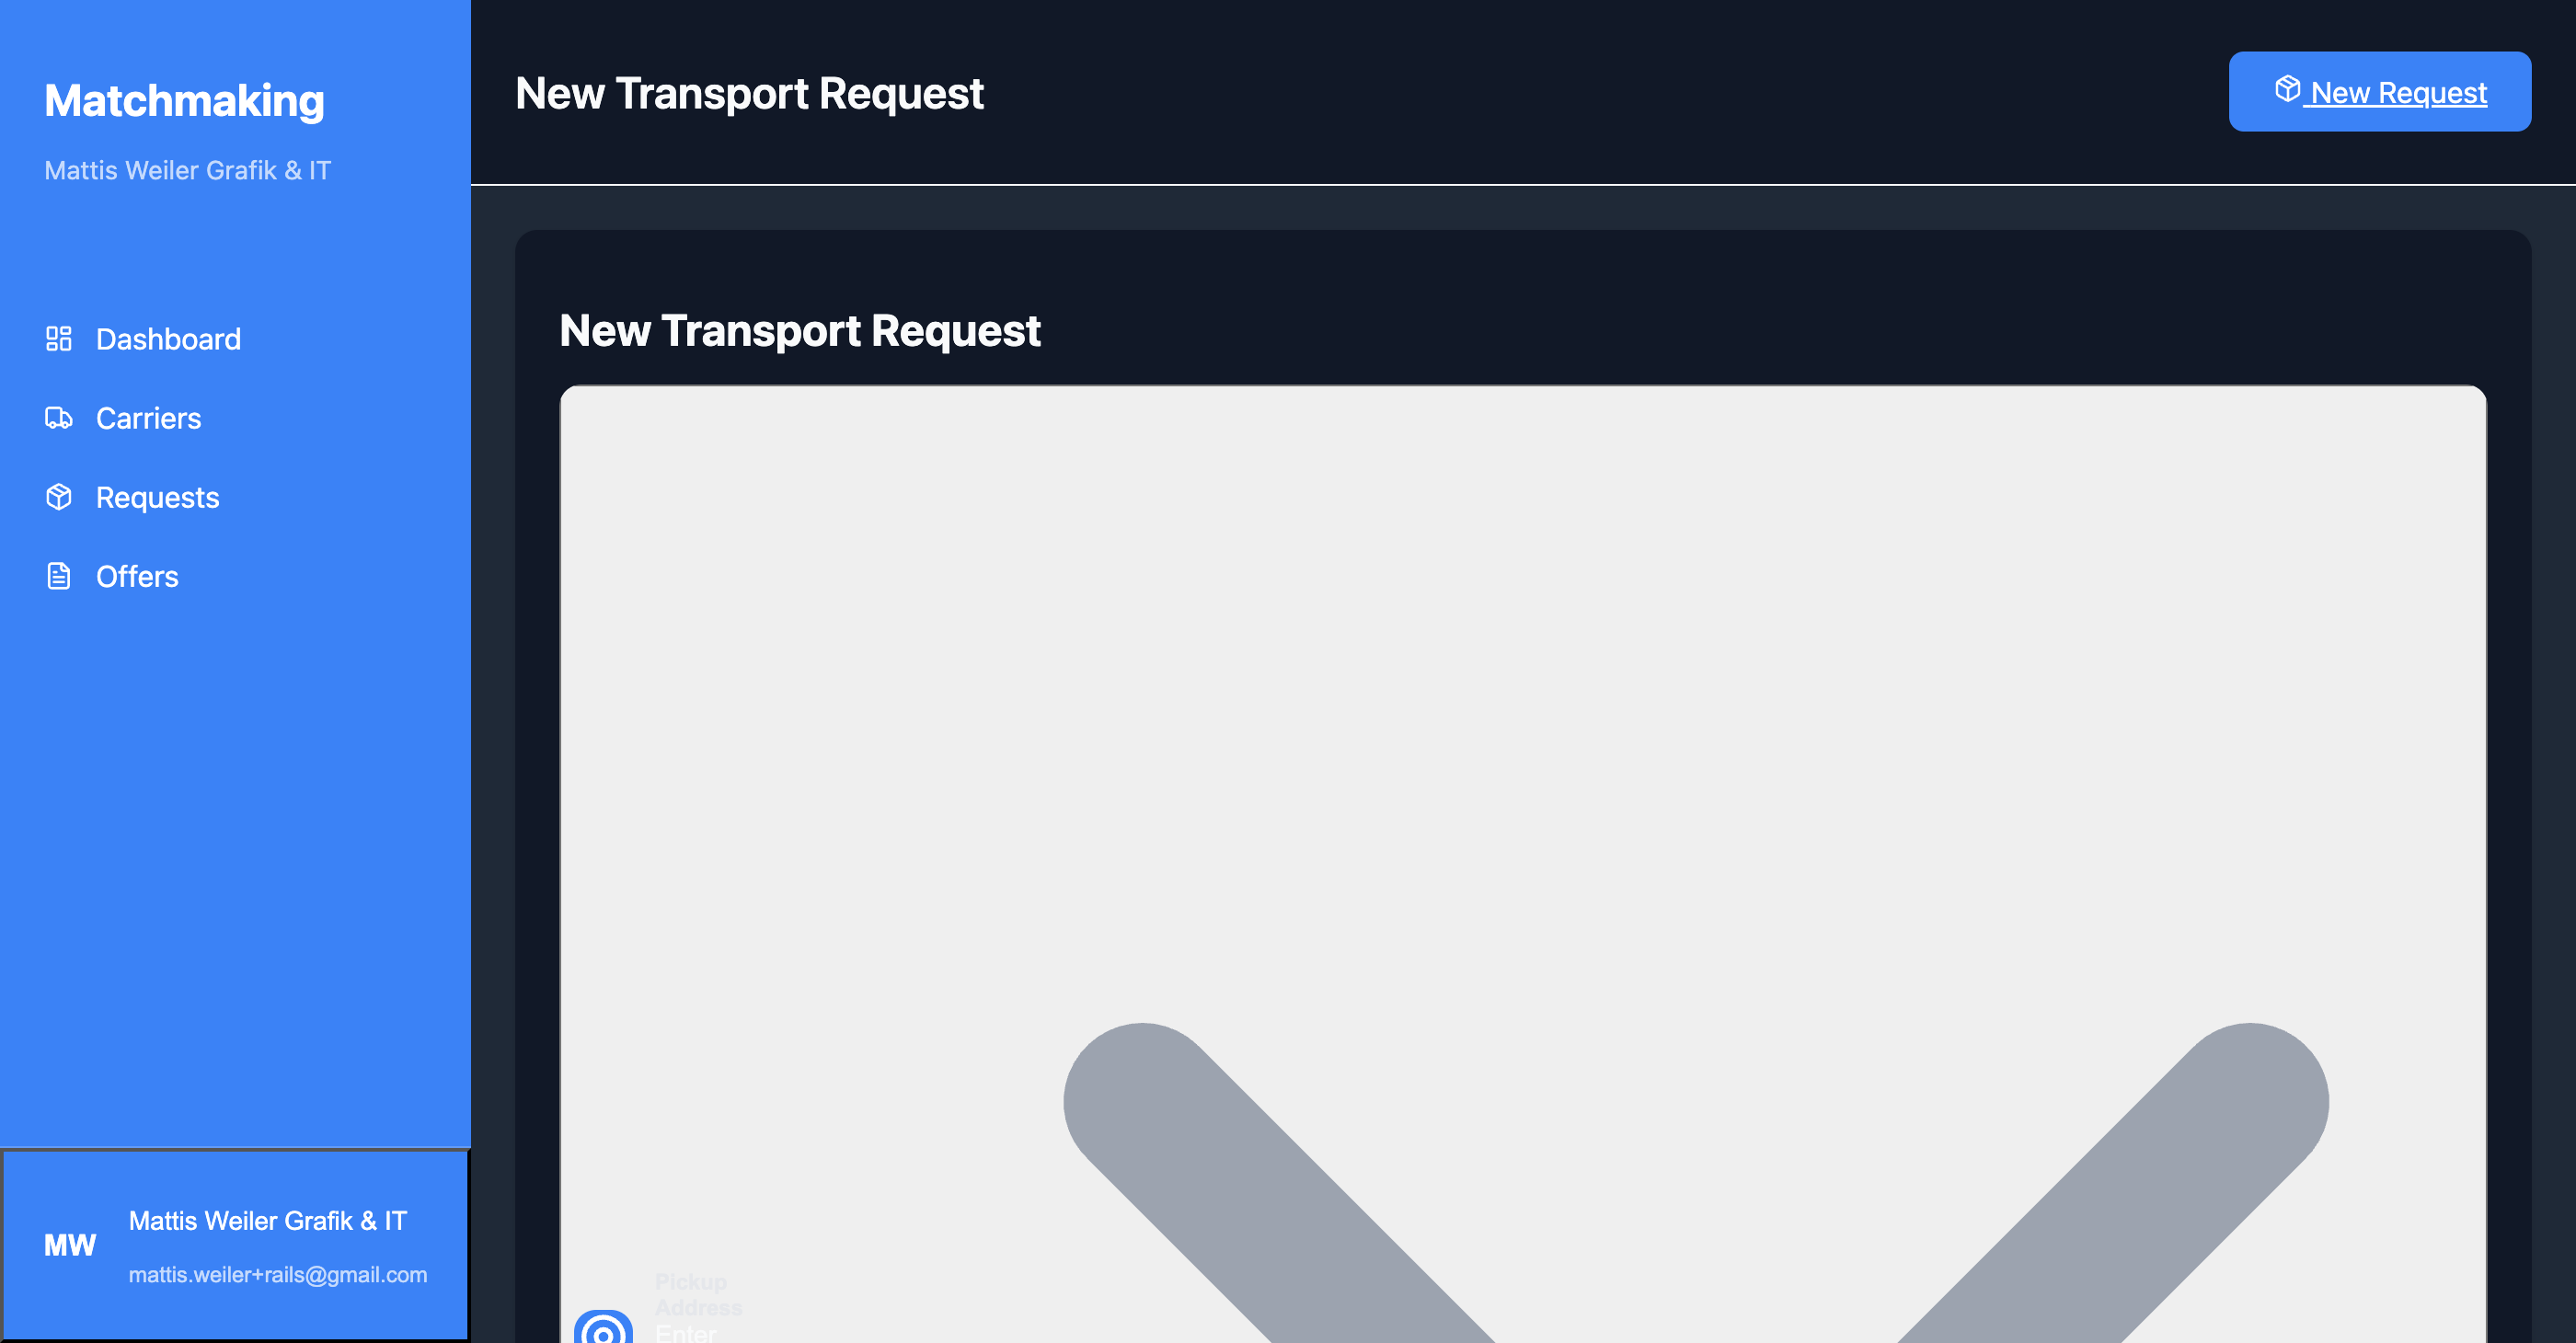 Matchmaking
Mattis Weiler Grafik & IT
Dashboard
Carriers
Requests
Offers
MW
Mattis Weiler Grafik & IT
mattis.weiler+rails@gmail.com
New Transport Request
New Request
New Transport Request
Pickup
Address
Enter